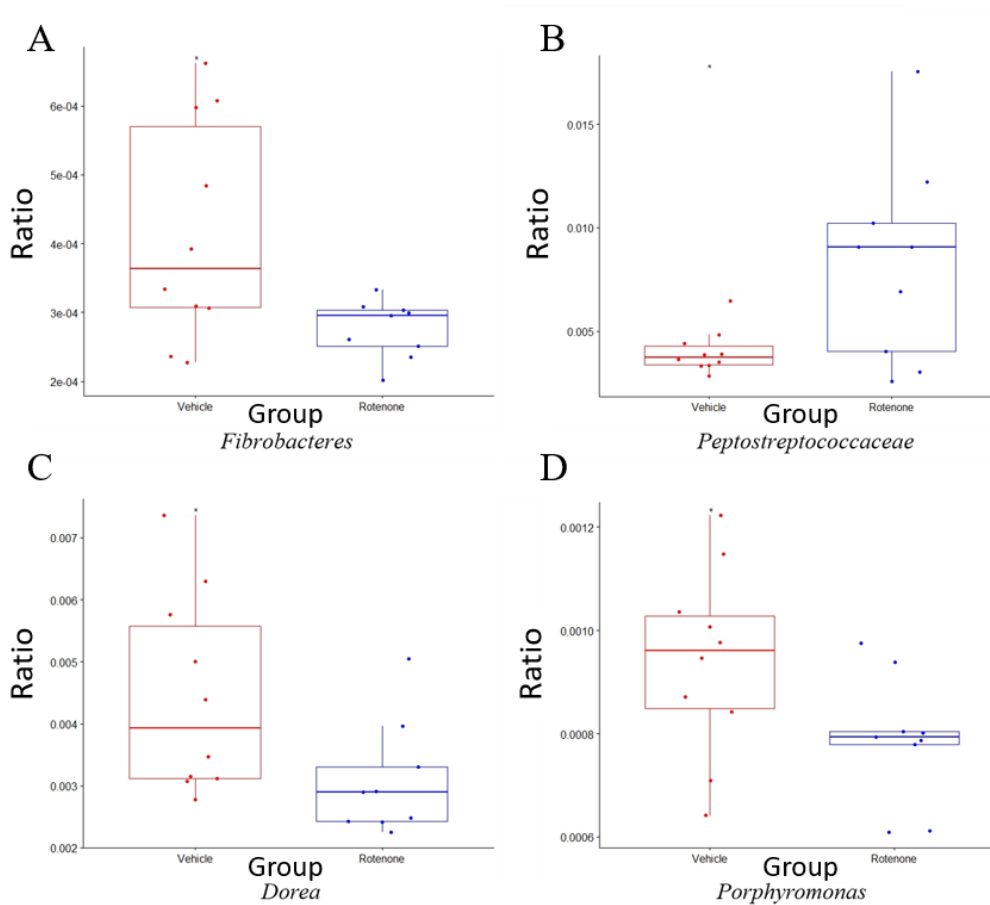 A
*
6e-04
5e-04
4e-04
3e-04
2e-04
Ratio
Vehicle
Rotenone
Group
Fibrobacteres
B
*
0.015
0.010
0.005
Ratio
Vehicle
Rotenone
Group
Peptostreptococcaceae
C
*
0.007
0.006
0.005
0.004
0.003
0.002
Ratio
Vehicle
Rotenone
Group
Dorea
D
*
0.0012
0.0010
0.0008
0.0006
Ratio
Vehicle
Rotenone
Group
Porphyromonas